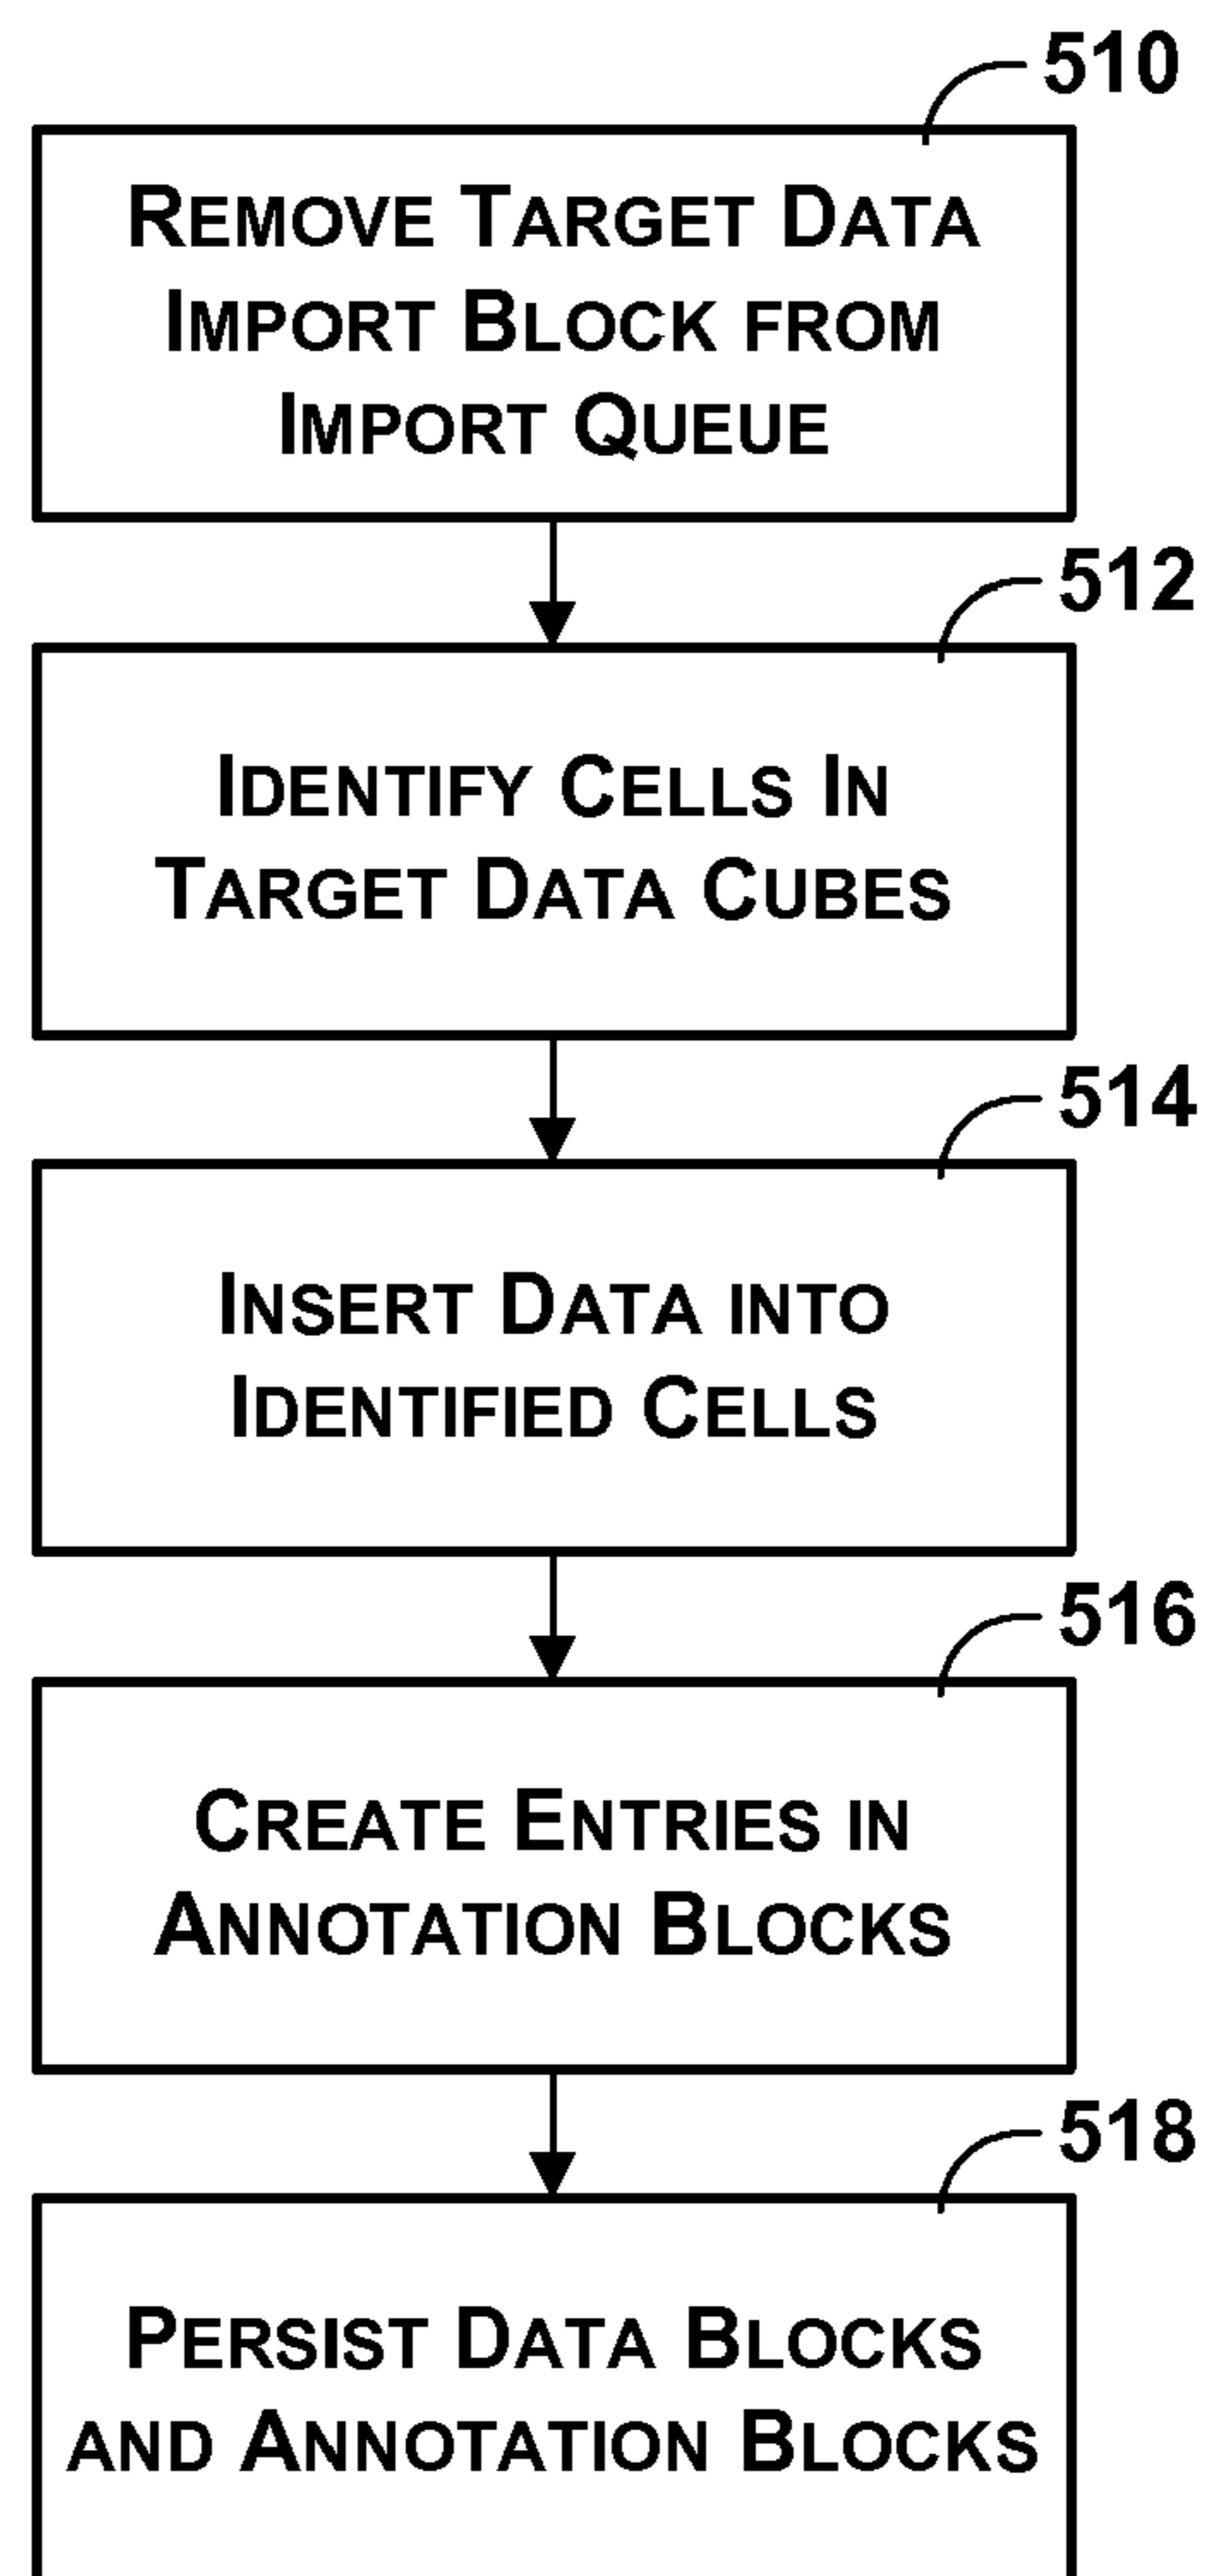 510
REMOVE TARGET DATA
IMPORT BLOCK FROM
IMPORT QUEUE
512
IDENTIFY CELLS IN
TARGET DATA CUBES
514
INSERT DATA INTO
IDENTIFIED CELLS
516
CREATE ENTRIES IN
ANNOTATION BLOCKS
518
PERSIST DATA BLOCKS
AND ANNOTATION BLOCKS